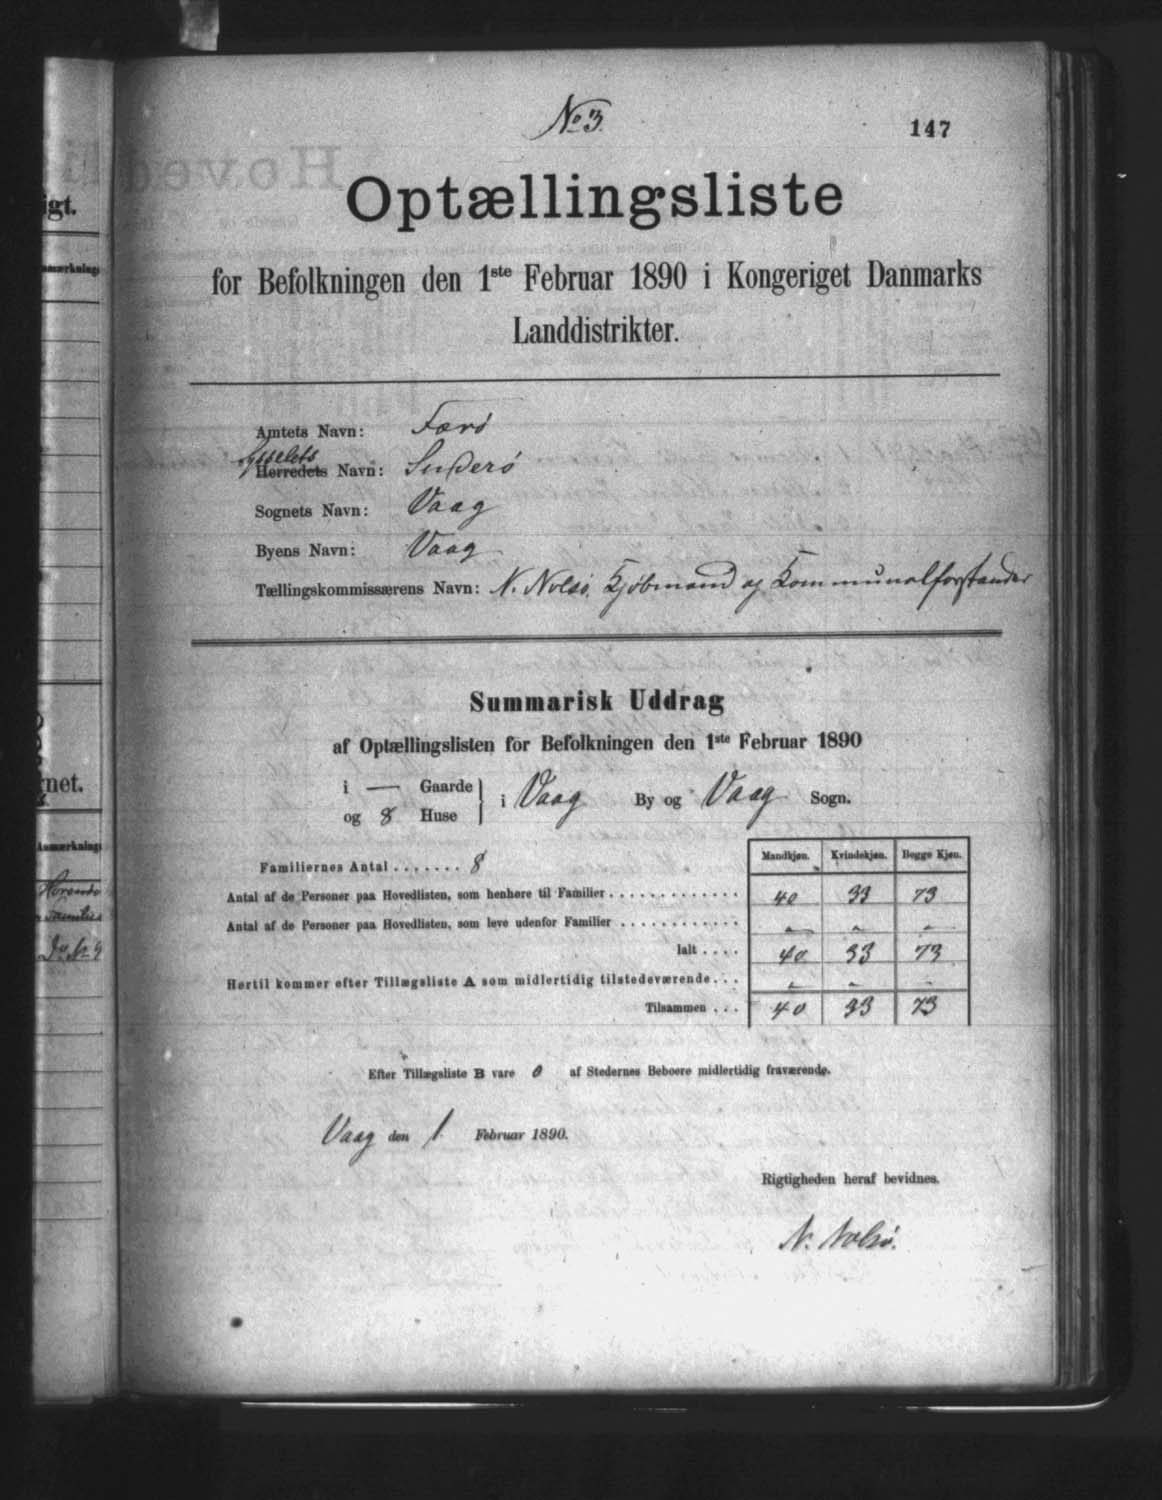 No 3.
147
Optællingsliste
for Befolkningen den 1ste Februar 1890 i Kongeriget Danmarks
Landdistrikter.
Amtets Navn: Færø
Sysselets
Herredets Navn: Suderø
Sognets Navn: Vaag
Byens Navn: Vaag
Tællingskommissærens Navn: N. Nolsø, Kjøbmand og Kommunalforstander
Summarisk Uddrag
af Optællingslisten for Befolkningen den 1ste Februar 1890
i — Gaarde
og 8 Huse
i Vaag By og Vaag Sogn.
Mandkjøn. Kvindekjøn. Begge Kjøn.
Familiernes Antal . . . . . . . 8
Antal af de Personer paa Hovedlisten, som henhøre til Familier . . . . . . . . . . . . . 40 33 73
Antal af de Personer paa Hovedlisten, som leve udenfor Familier . . . . . . . . . . . . - - -
Ialt . . . . 40 33 73
Hertil kommer efter Tillægsliste A som midlertidig tilstedeværende . . . - - -
Tilsammen . . . 40 33 73
Efter Tillægsliste B vare 0 af Stedernes Beboere midlertidig fraværende.
Vaag den 1 Februar 1890.
Rigtigheden heraf bevidnes.
N. Nolsø.
igt.
net.